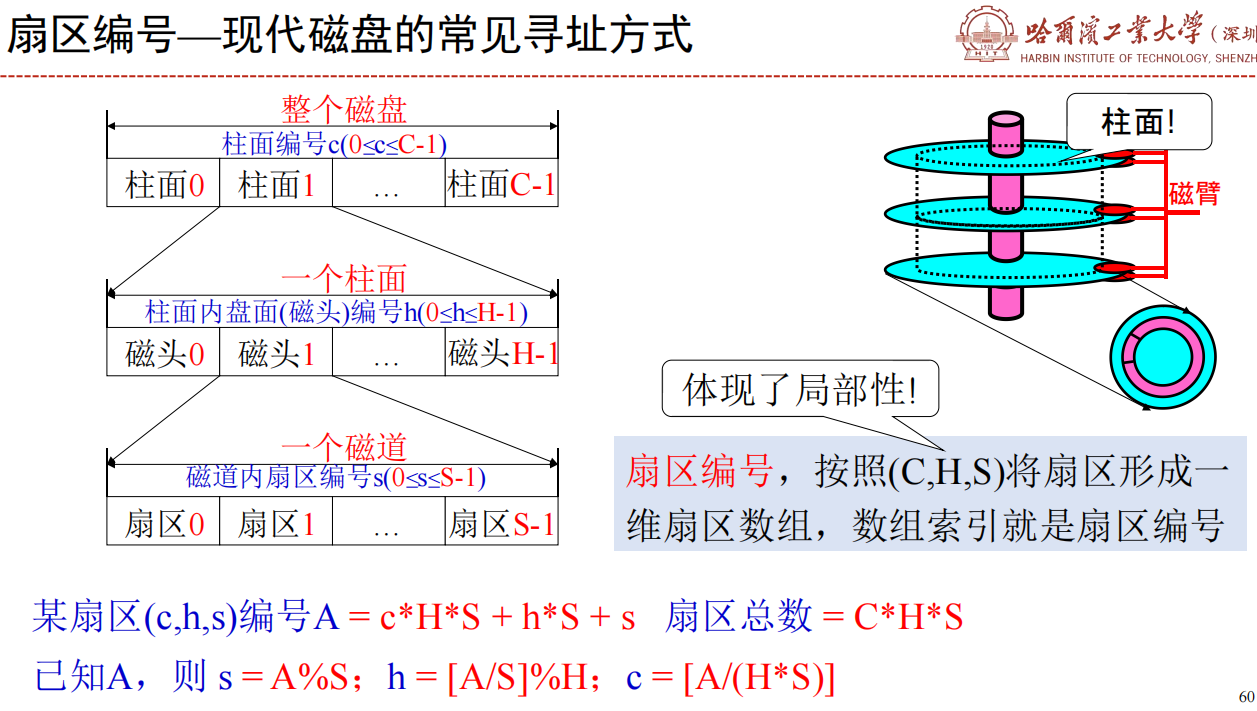 扇区编号—现代磁盘的常见寻址方式
哈爾濱工業大學(深圳
HARBIN INSTITUTE OF TECHNOLOGY, SHENZH
1920
HIT
整个磁盘
柱面编号c(0≤c≤C-1)
柱面0 柱面1 … 柱面C-1
一个柱面
柱面内盘面(磁头)编号h(0≤h≤H-1)
磁头0 磁头1 … 磁头H-1
一个磁道
磁道内扇区编号s(0≤s≤S-1)
扇区0 扇区1 … 扇区S-1
柱面!
磁臂
体现了局部性!
扇区编号，按照(C,H,S)将扇区形成一
维扇区数组，数组索引就是扇区编号
某扇区(c,h,s)编号A = c*H*S + h*S + s 扇区总数 = C*H*S
已知A，则 s = A%S；h = [A/S]%H；c = [A/(H*S)]
60